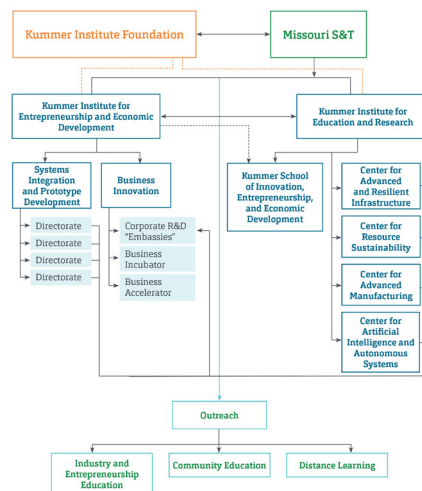 Kummer Institute Foundation
Missouri S&T
Kummer Institute for
Entrepreneurship and Economic
Development
Kummer Institute for
Education and Research
Systems
Integration
and Prototype
Development
Business
Innovation
Kummer School
of Innovation,
Entrepreneurship,
and Economic
Development
Center for
Advanced
and Resilient
Infrastructure
Directorate
Directorate
Directorate
Directorate
Corporate R&D
"Embassies"
Business
Incubator
Business
Accelerator
Center for
Resource
Sustainability
Center for
Advanced
Manufacturing
Center for
Artificial
Intelligence and
Autonomous
Systems
Outreach
Industry and
Entrepreneurship
Education
Community Education
Distance Learning